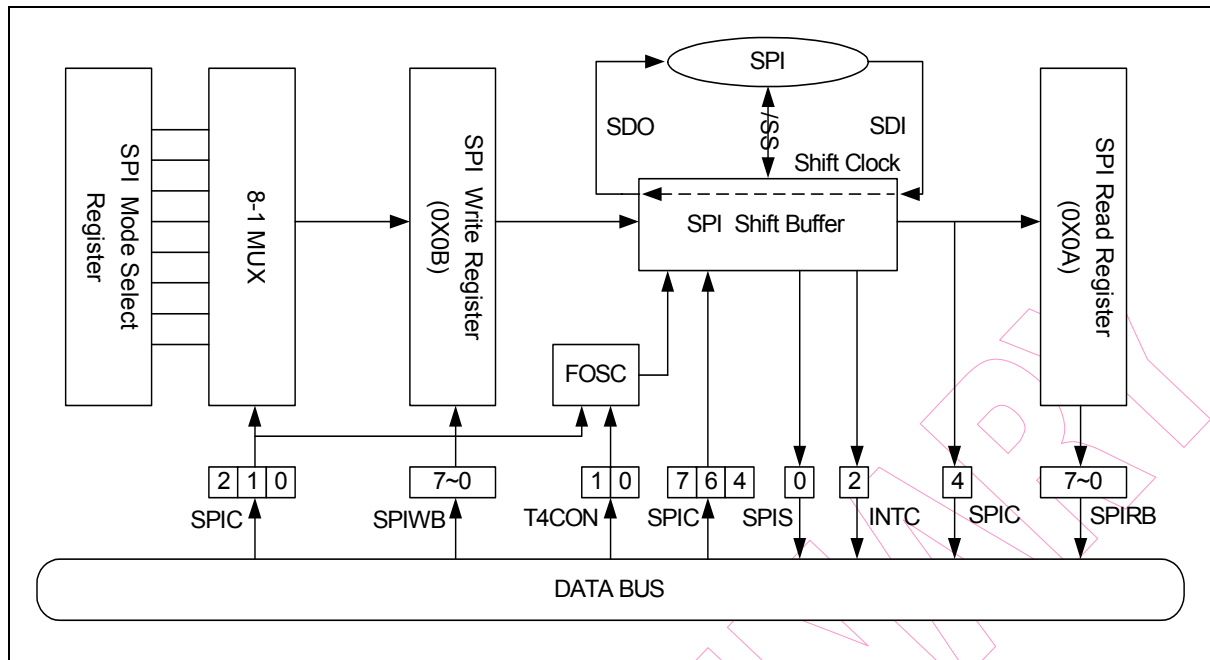 SPI
SDO
/SS
SDI
Shift Clock
SPI Mode Select
Register
8-1 MUX
SPI Write Register
(0X0B)
SPI Shift Buffer
SPI Read Register
(0X0A)
FOSC
2 1 0
7~0
1 0
7 6 4
0
2
4
7~0
SPIC
SPIWB
T4CON
SPIC
SPIS
INTC
SPIC
SPIRB
DATA BUS